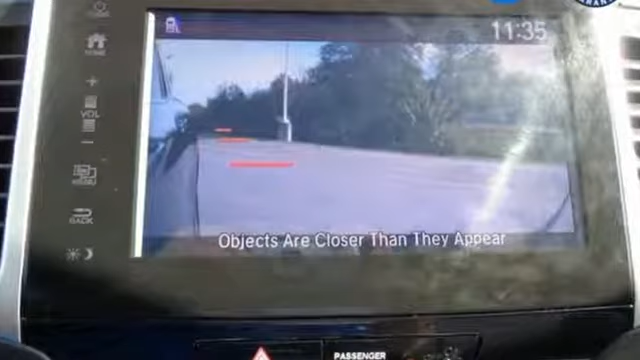 11:35
HOME
+
VOL
-
MENU
BACK
Objects Are Closer Than They Appear
PASSENGER